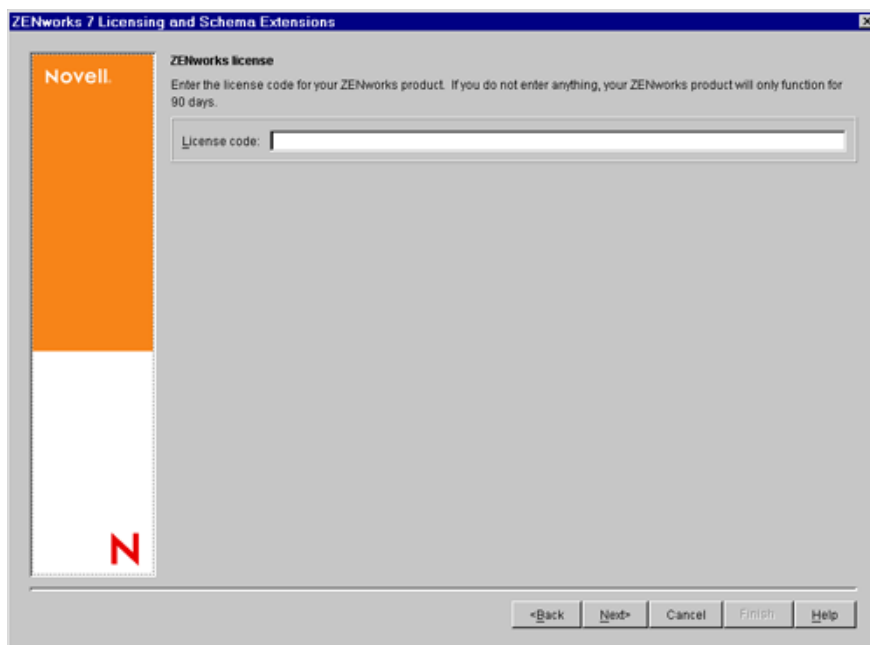 ZENworks 7 Licensing and Schema Extensions
Novell.
ZENworks license
Enter the license code for your ZENworks product. If you do not enter anything, your ZENworks product will only function for
90 days.
License code:
N
<Back Next> Cancel Finish Help